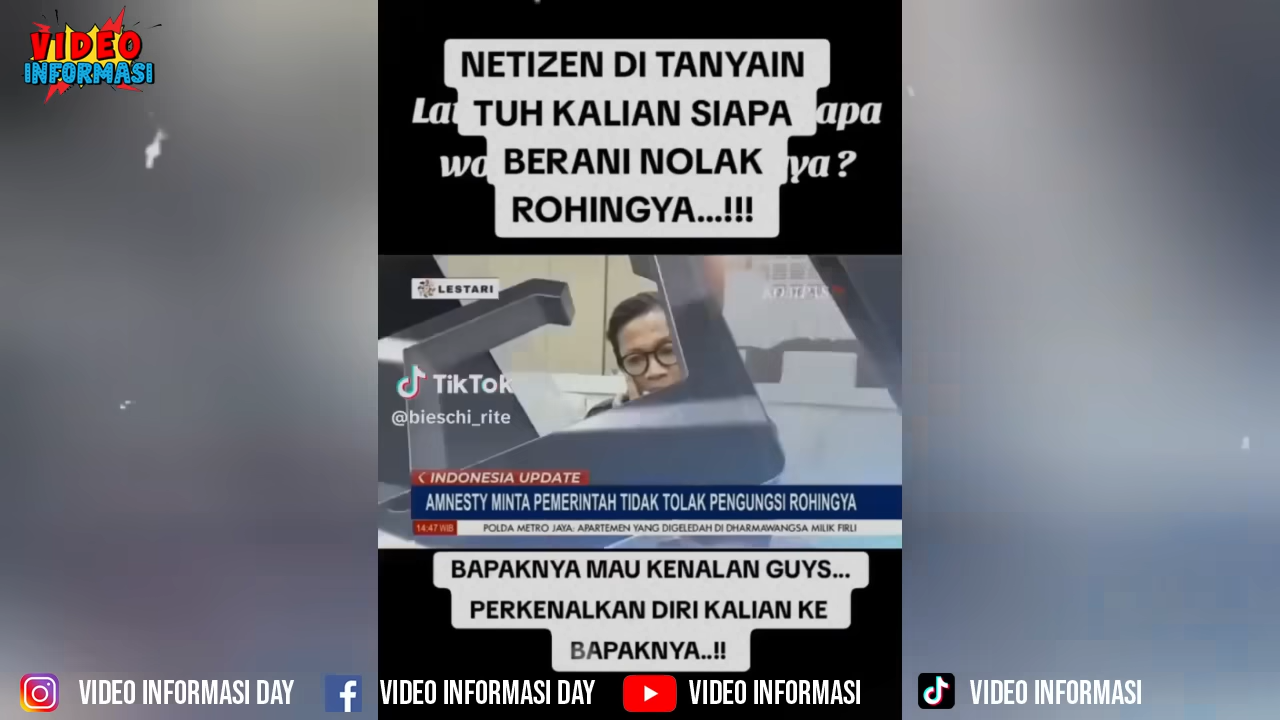 VIDEO
INFORMASI
NETIZEN DI TANYAIN
TUH KALIAN SIAPA
apa
BERANI NOLAK
ROHINGYA...!!!
LESTARI
TikTok
@bieschi_rite
INDONESIA UPDATE
AMNESTY MINTA PEMERINTAH TIDAK TOLAK PENGUNGSI ROHINGYA
14:47 WIB POLDA METRO JAYA: APARTEMEN YANG DIGELEDAH DI DHARMAWANGSA MILIK FIRLI
BAPAKNYA MAU KENALAN GUYS...
PERKENALKAN DIRI KALIAN KE
BAPAKNYA..!!
VIDEO INFORMASI DAY VIDEO INFORMASI DAY VIDEO INFORMASI VIDEO INFORMASI